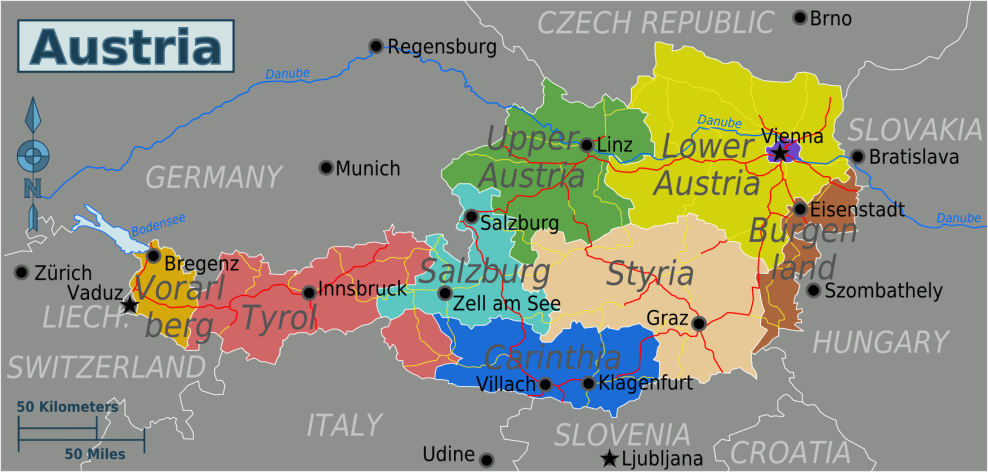 Austria
CZECH REPUBLIC
Brno
Regensburg
Danube
Danube
Vienna
SLOVAKIA
Upper
Austria
Linz
Lower
Austria
Bratislava
Munich
GERMANY
N
Eisenstadt
Danube
Bodensee
Salzburg
Burgen
land
Zürich
Bregenz
Salzburg
Styria
Vaduz
Vorarl
berg
Innsbruck
Zell am See
Szombathely
LIECH.
Tyrol
Graz
HUNGARY
SWITZERLAND
Carinthia
Villach
Klagenfurt
50 Kilometers
50 Miles
ITALY
SLOVENIA
CROATIA
Udine
Ljubljana